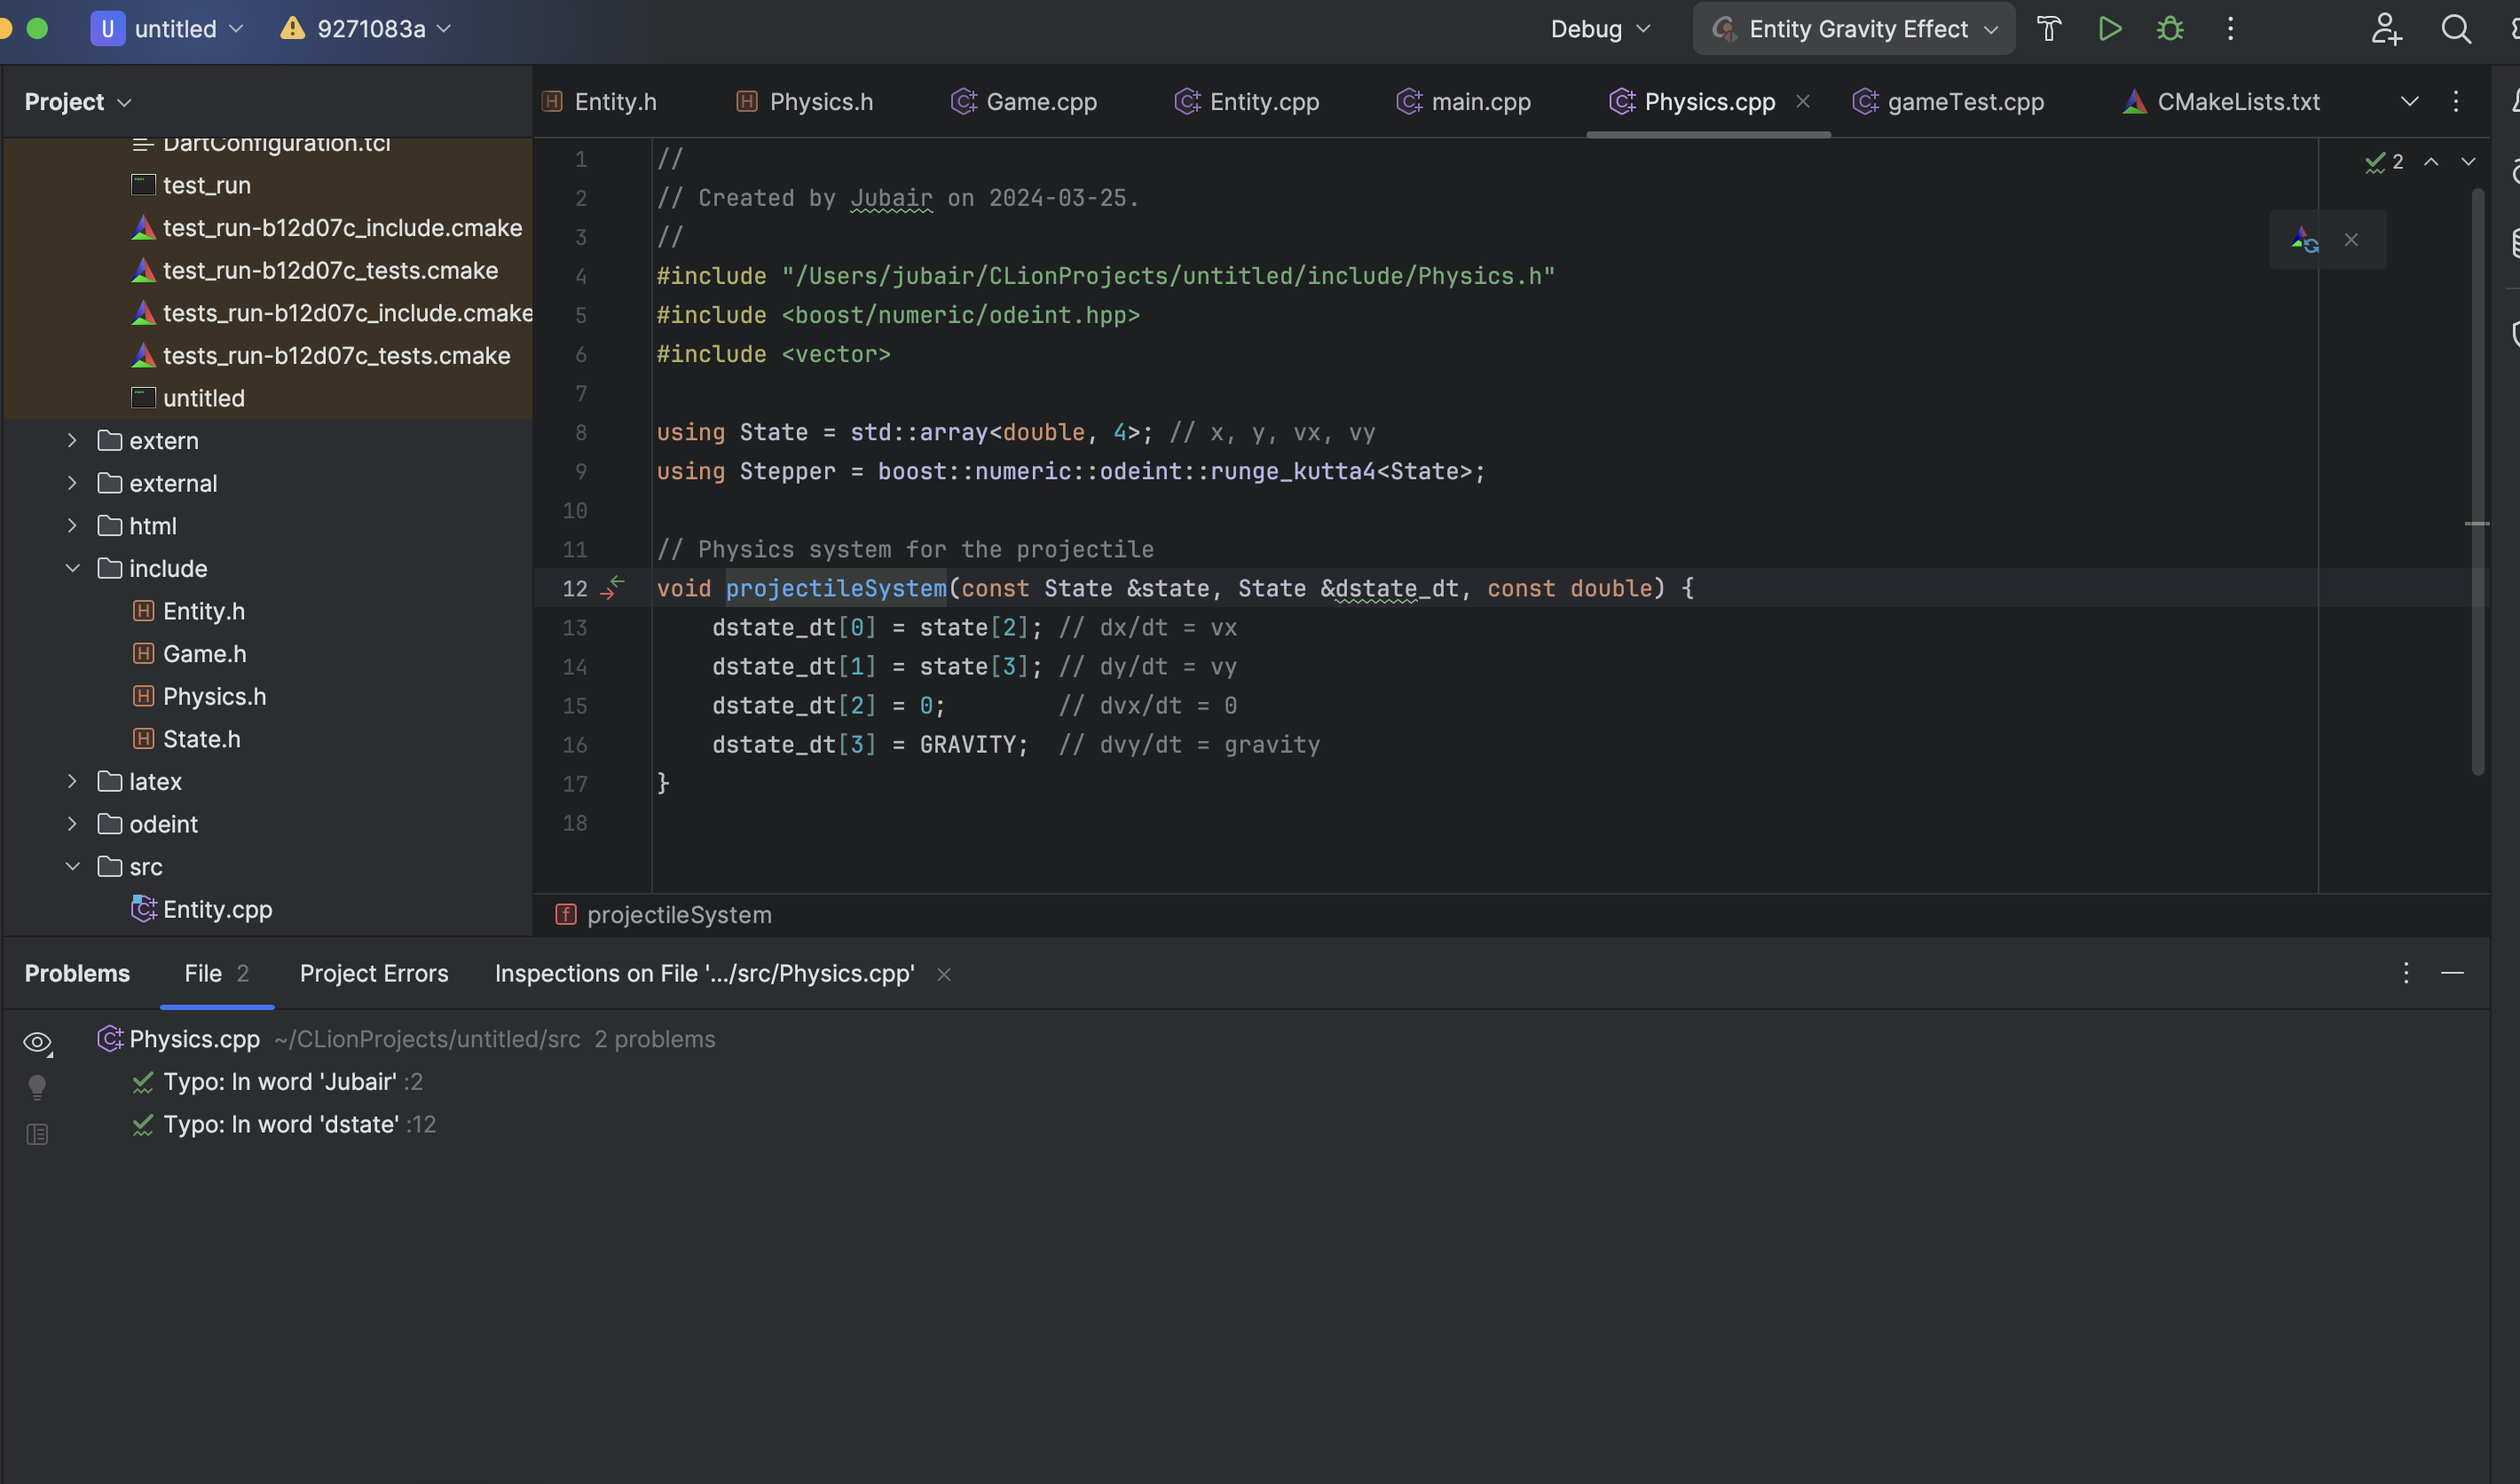 U untitled 9271083a Debug Entity Gravity Effect
Project
Entity.h Physics.h Game.cpp Entity.cpp main.cpp Physics.cpp gameTest.cpp CMakeLists.txt
DartConfiguration.tcl
test_run
test_run-b12d07c_include.cmake
test_run-b12d07c_tests.cmake
tests_run-b12d07c_include.cmake
tests_run-b12d07c_tests.cmake
untitled
extern
external
html
include
Entity.h
Game.h
Physics.h
State.h
latex
odeint
src
Entity.cpp
2
1 //
2 // Created by Jubair on 2024-03-25.
3 //
4 #include "/Users/jubair/CLionProjects/untitled/include/Physics.h"
5 #include <boost/numeric/odeint.hpp>
6 #include <vector>
7
8 using State = std::array<double, 4>; // x, y, vx, vy
9 using Stepper = boost::numeric::odeint::runge_kutta4<State>;
10
11 // Physics system for the projectile
12 void projectileSystem(const State &state, State &dstate_dt, const double) {
13 dstate_dt[0] = state[2]; // dx/dt = vx
14 dstate_dt[1] = state[3]; // dy/dt = vy
15 dstate_dt[2] = 0; // dvx/dt = 0
16 dstate_dt[3] = GRAVITY; // dvy/dt = gravity
17 }
18
f projectileSystem
Problems File 2 Project Errors Inspections on File '.../src/Physics.cpp'
Physics.cpp ~/CLionProjects/untitled/src 2 problems
Typo: In word 'Jubair' :2
Typo: In word 'dstate' :12